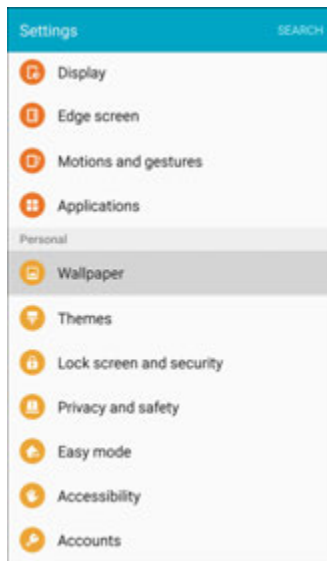 Settings
SEARCH
Display
Edge screen
Motions and gestures
Applications
Personal
Wallpaper
Themes
Lock screen and security
Privacy and safety
Easy mode
Accessibility
Accounts